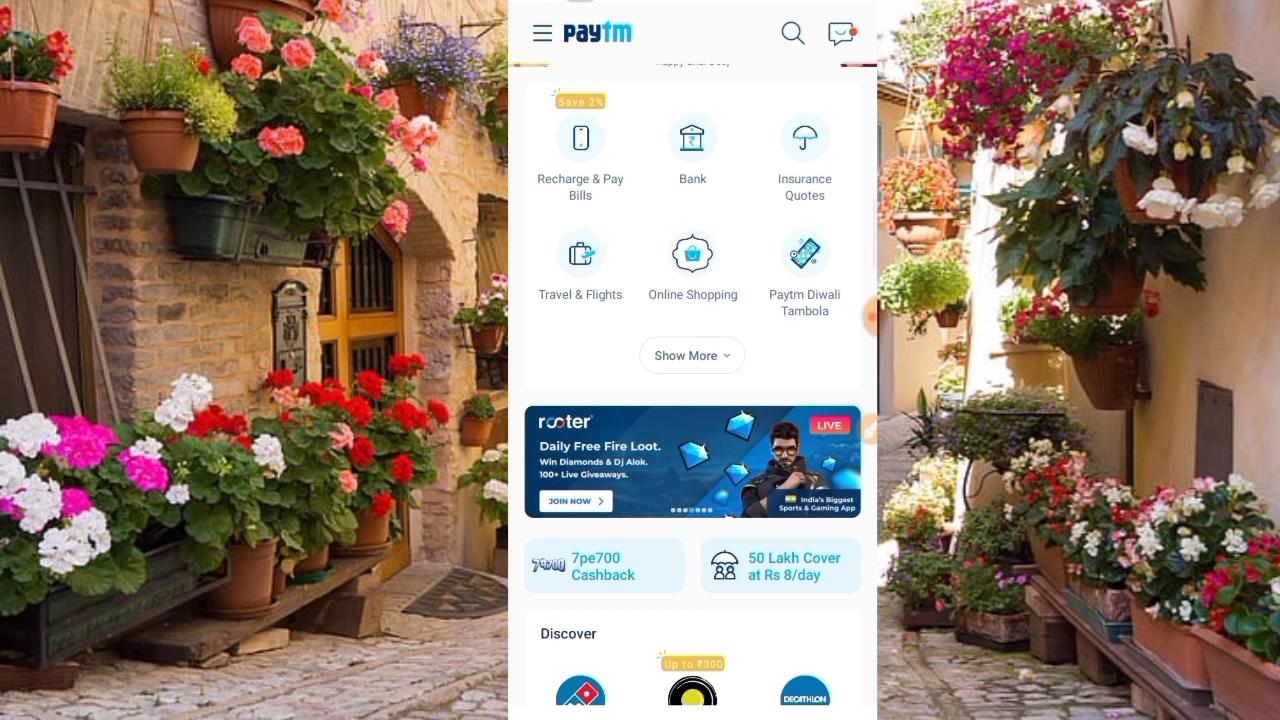 paytm
Save 2%
Recharge & Pay
Bills
Bank
Insurance
Quotes
Travel & Flights
Online Shopping
Paytm Diwali
Tambola
Show More
rooter
Daily Free Fire Loot.
Win Diamonds & Dj Alok.
100+ Live Giveaways.
JOIN NOW
LIVE
India's Biggest
Sports & Gaming App
7pe700
7pe700
Cashback
50 Lakh Cover
at Rs 8/day
Discover
Up to ₹300
DECATHLON